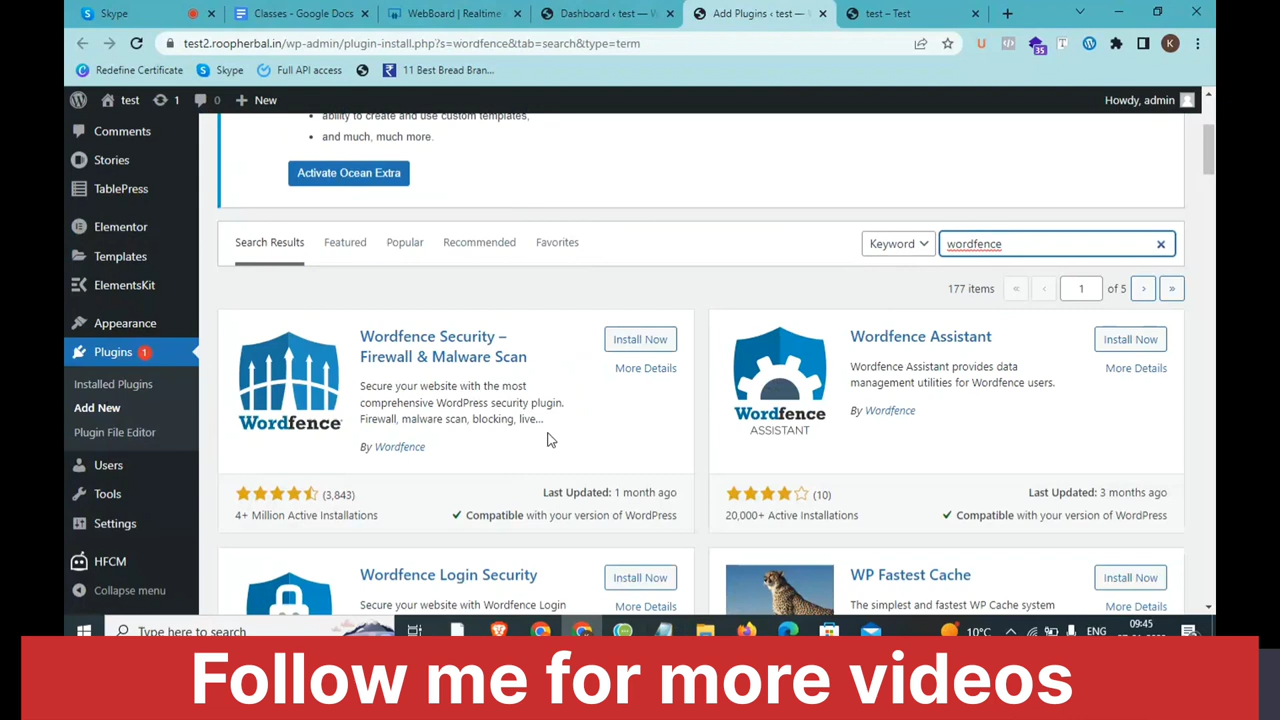 Skype
Classes - Google Docs
WebBoard | Realtime
Dashboard ‹ test —
Add Plugins ‹ test —
test – Test
test2.roopherbal.in/wp-admin/plugin-install.php?s=wordfence&tab=search&type=term
35
K
Redefine Certificate
Skype
Full API access
11 Best Bread Bran...
test
1
0
New
Howdy, admin
Comments
Stories
TablePress
Elementor
Templates
ElementsKit
Appearance
Plugins 1
Installed Plugins
Add New
Plugin File Editor
Users
Tools
Settings
HFCM
Collapse menu
ability to create and use custom templates,
and much, much more.
Activate Ocean Extra
Search Results
Featured
Popular
Recommended
Favorites
Keyword
wordfence
177 items
«
‹
1
of 5
›
»
Wordfence
Wordfence Security –
Firewall & Malware Scan
Install Now
More Details
Secure your website with the most
comprehensive WordPress security plugin.
Firewall, malware scan, blocking, live...
By Wordfence
(3,843)
4+ Million Active Installations
Last Updated: 1 month ago
Compatible with your version of WordPress
Wordfence
ASSISTANT
Wordfence Assistant
Install Now
More Details
Wordfence Assistant provides data
management utilities for Wordfence users.
By Wordfence
(10)
20,000+ Active Installations
Last Updated: 3 months ago
Compatible with your version of WordPress
Wordfence Login Security
Install Now
More Details
Secure your website with Wordfence Login
WP Fastest Cache
Install Now
More Details
The simplest and fastest WP Cache system
Type here to search
10°C
ENG
09:45
Follow me for more videos